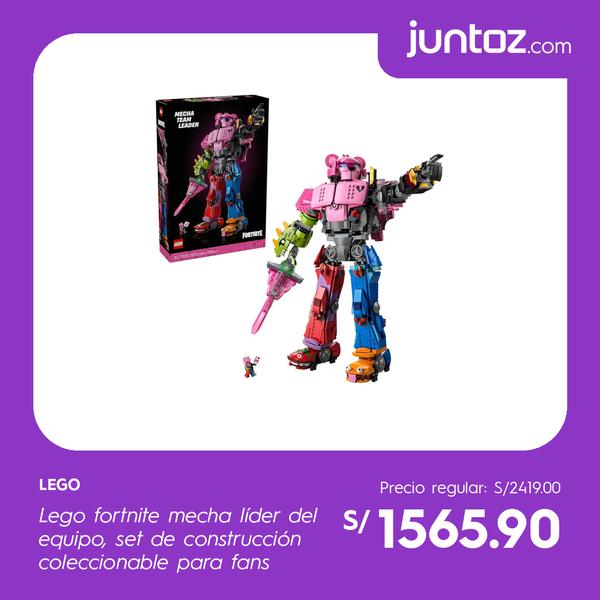 juntoz.com
MECHA
TEAM
LEADER
LEGO
FORTNITE
LEGO
Lego fortnite mecha líder del
equipo, set de construcción
coleccionable para fans
Precio regular: S/2419.00
S/1565.90